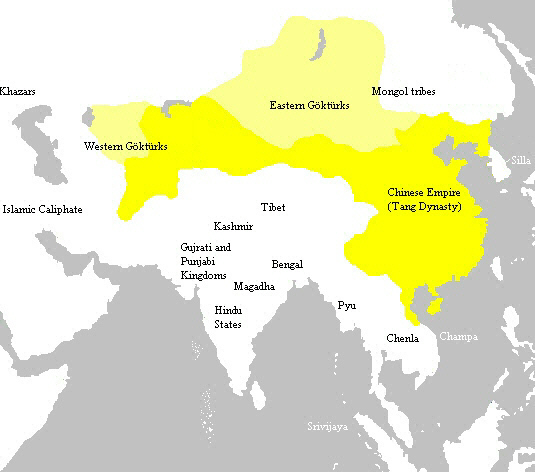 Khazars
Mongol tribes
Eastern Göktürks
Western Göktürks
Silla
Chinese Empire
(Tang Dynasty)
Islamic Caliphate
Tibet
Kashmir
Gujrati and
Punjabi
Kingdoms
Bengal
Magadha
Hindu
States
Pyu
Chenla
Champa
Srivijaya